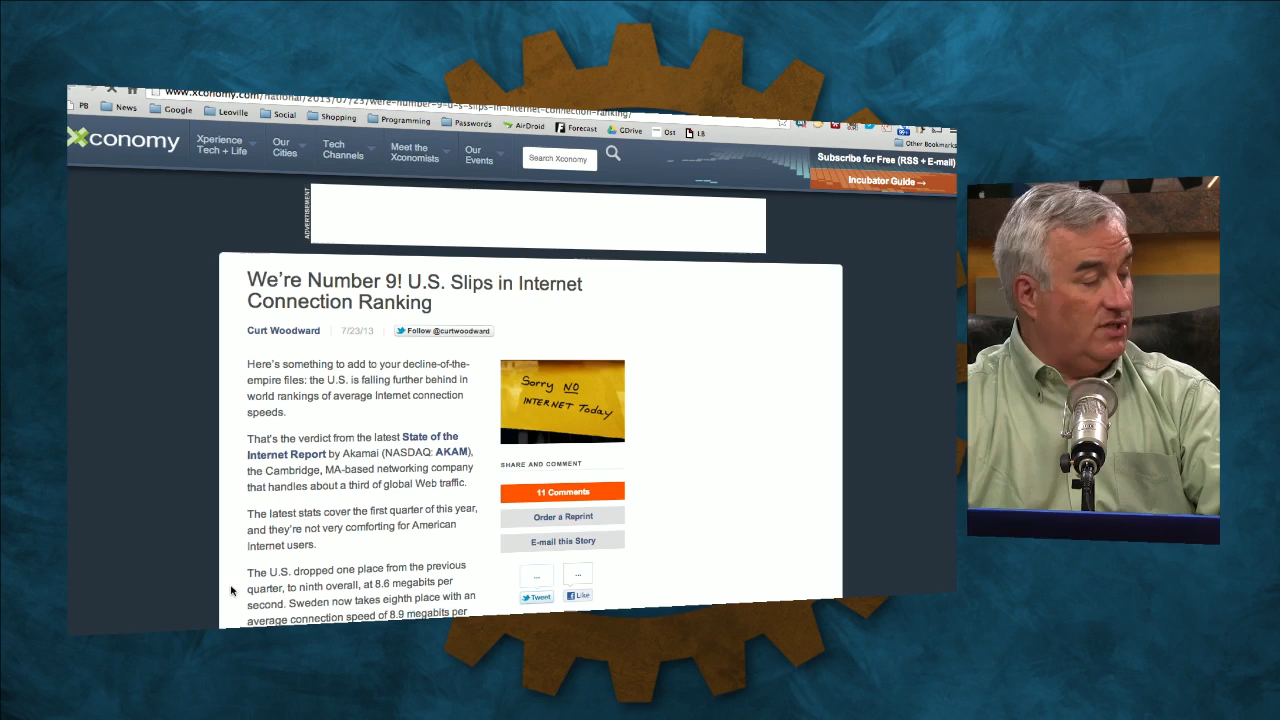 www.xconomy.com/national/2013/07/23/were-number-9-u-s-slips-in-internet-connection-ranking/
PB News Google Leoville Social Shopping Programming Passwords AirDroid Forecast GDrive Ost LB
Other Bookmarks
Xconomy
Xperience Tech + Life
Our Cities
Tech Channels
Meet the Xconomists
Our Events
Search Xconomy
Subscribe for Free (RSS + E-mail)
Incubator Guide →
ADVERTISEMENT
We're Number 9! U.S. Slips in Internet
Connection Ranking
Curt Woodward | 7/23/13 | Follow @curtwoodward
Here's something to add to your decline-of-the-
empire files: the U.S. is falling further behind in
world rankings of average Internet connection
speeds.
That's the verdict from the latest State of the
Internet Report by Akamai (NASDAQ: AKAM),
the Cambridge, MA-based networking company
that handles about a third of global Web traffic.
The latest stats cover the first quarter of this year,
and they're not very comforting for American
Internet users.
The U.S. dropped one place from the previous
quarter, to ninth overall, at 8.6 megabits per
second. Sweden now takes eighth place with an
average connection speed of 8.9 megabits per
Sorry NO
INTERNET Today
SHARE AND COMMENT
11 Comments
Order a Reprint
E-mail this Story
... ...
Tweet Like